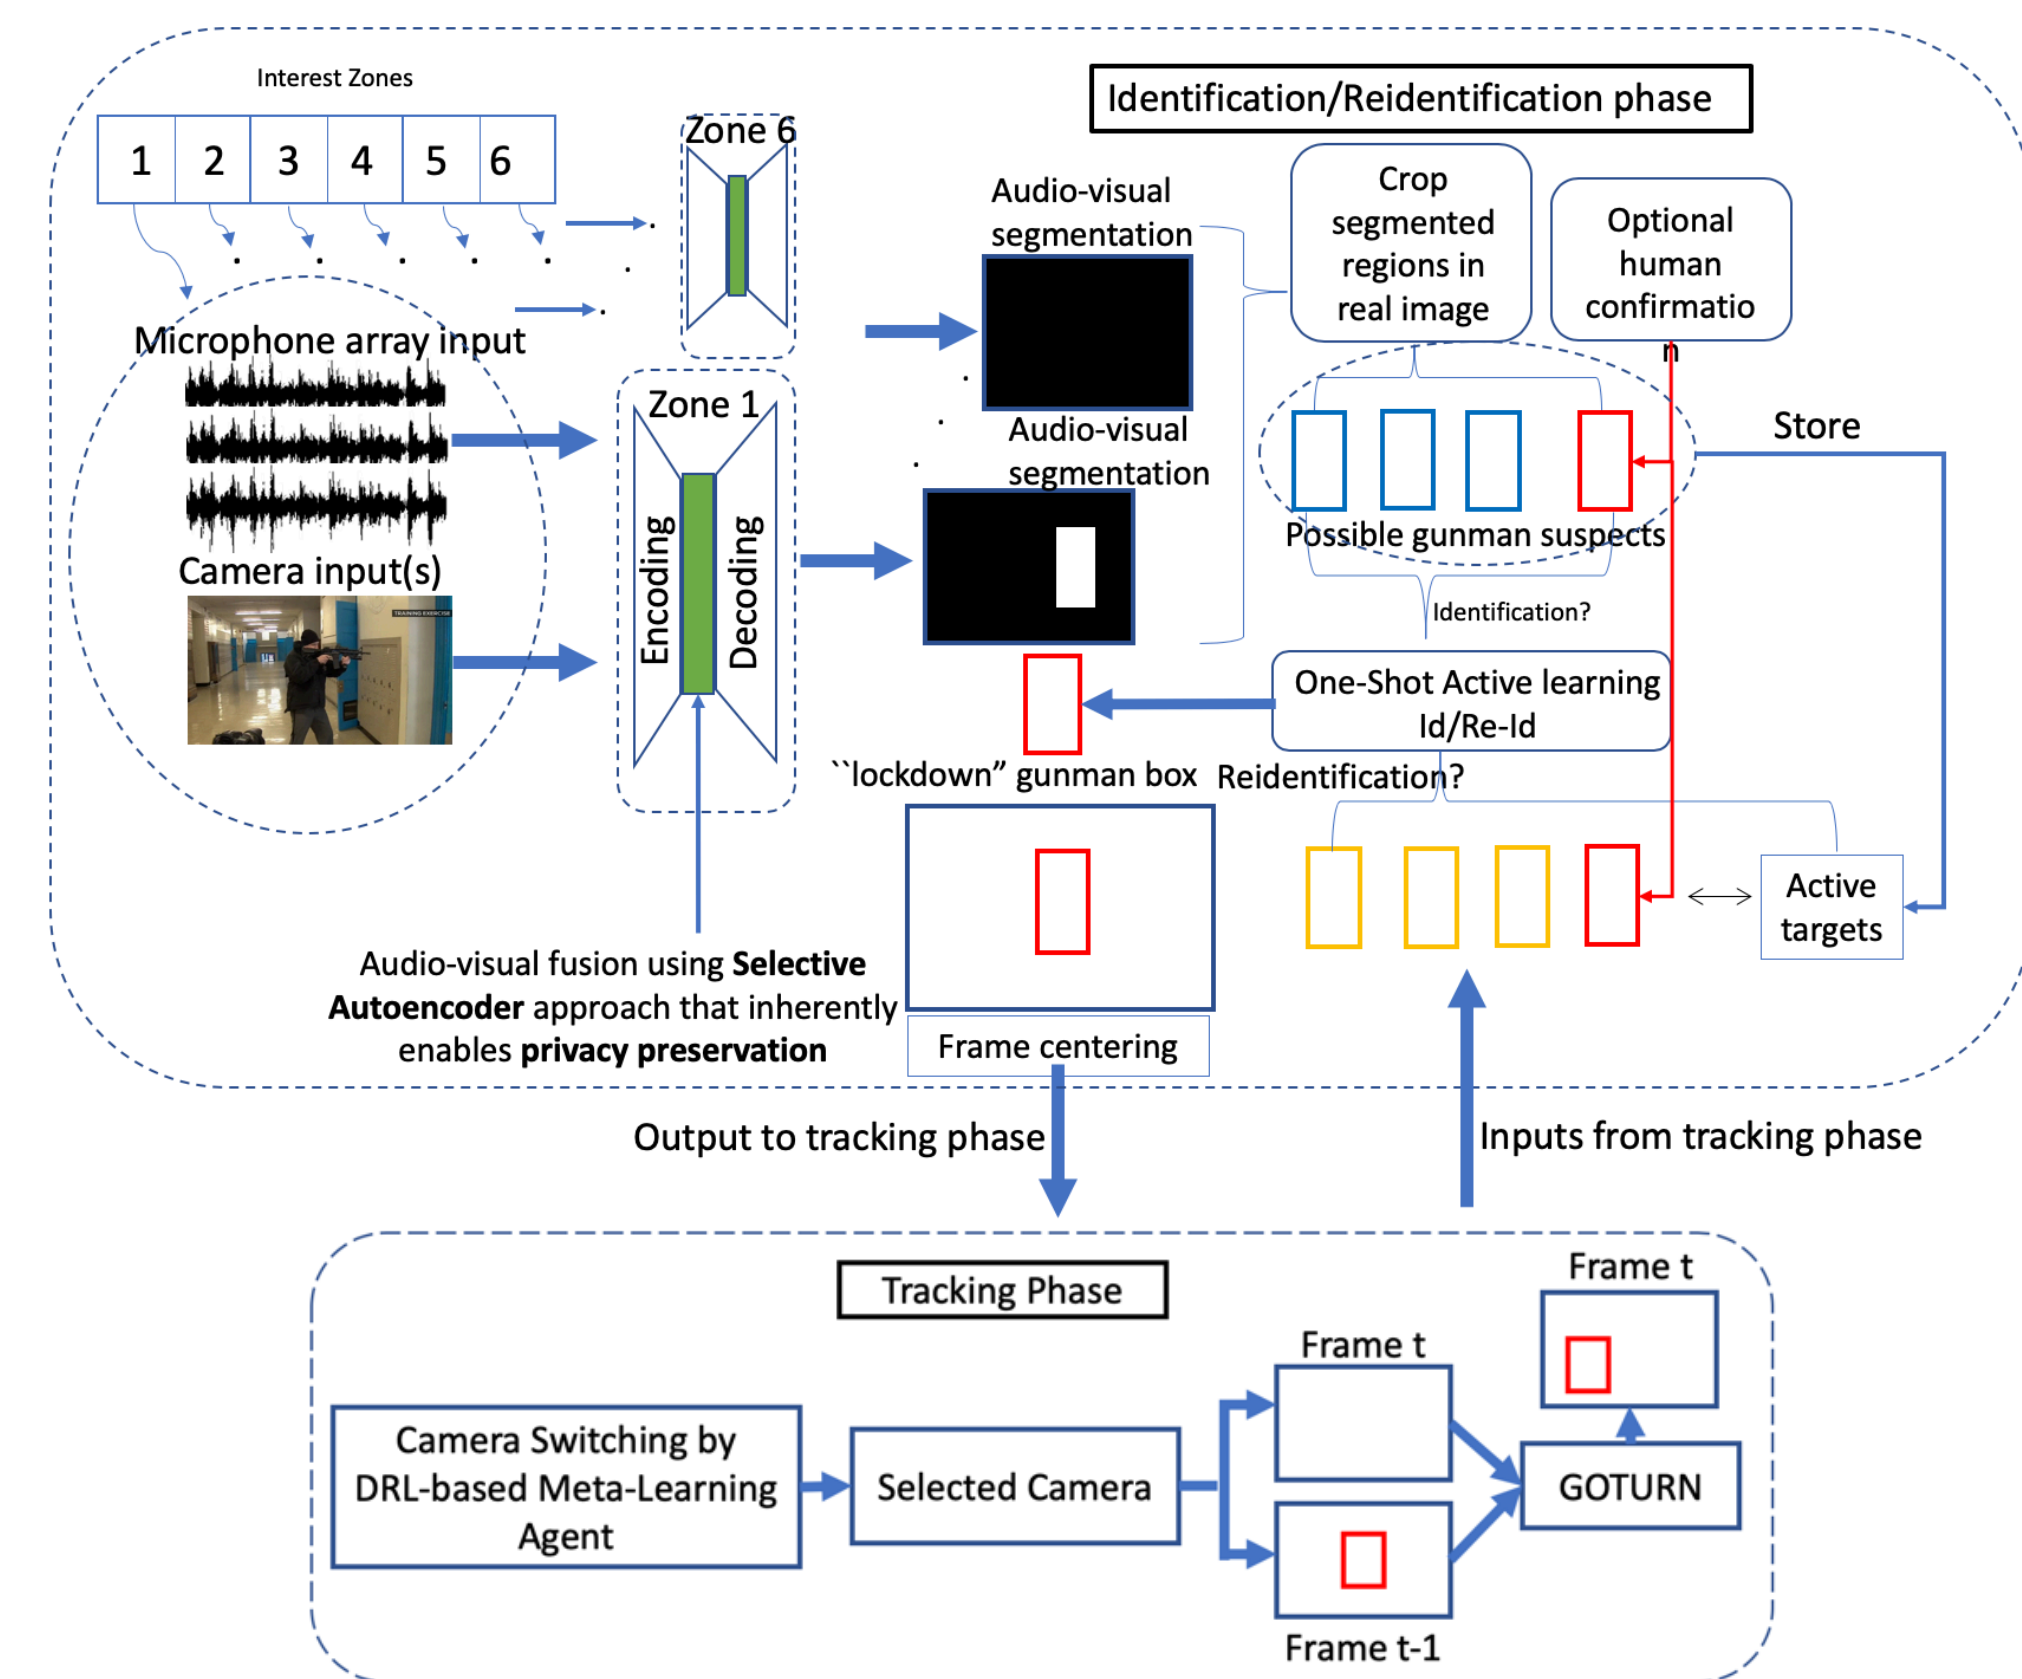 Interest Zones
1 2 3 4 5 6
Microphone array input
Camera input(s)
TRAINING EXERCISE
Zone 6
Zone 1
Encoding
Decoding
Audio-visual fusion using Selective
Autoencoder approach that inherently
enables privacy preservation
Audio-visual
segmentation
Audio-visual
segmentation
``lockdown” gunman box
Frame centering
Identification/Reidentification phase
Crop
segmented
regions in
real image
Optional
human
confirmatio
n
Possible gunman suspects
Store
Identification?
One-Shot Active learning
Id/Re-Id
Reidentification?
Active
targets
Output to tracking phase
Inputs from tracking phase
Tracking Phase
Camera Switching by
DRL-based Meta-Learning
Agent
Selected Camera
Frame t
Frame t-1
GOTURN
Frame t